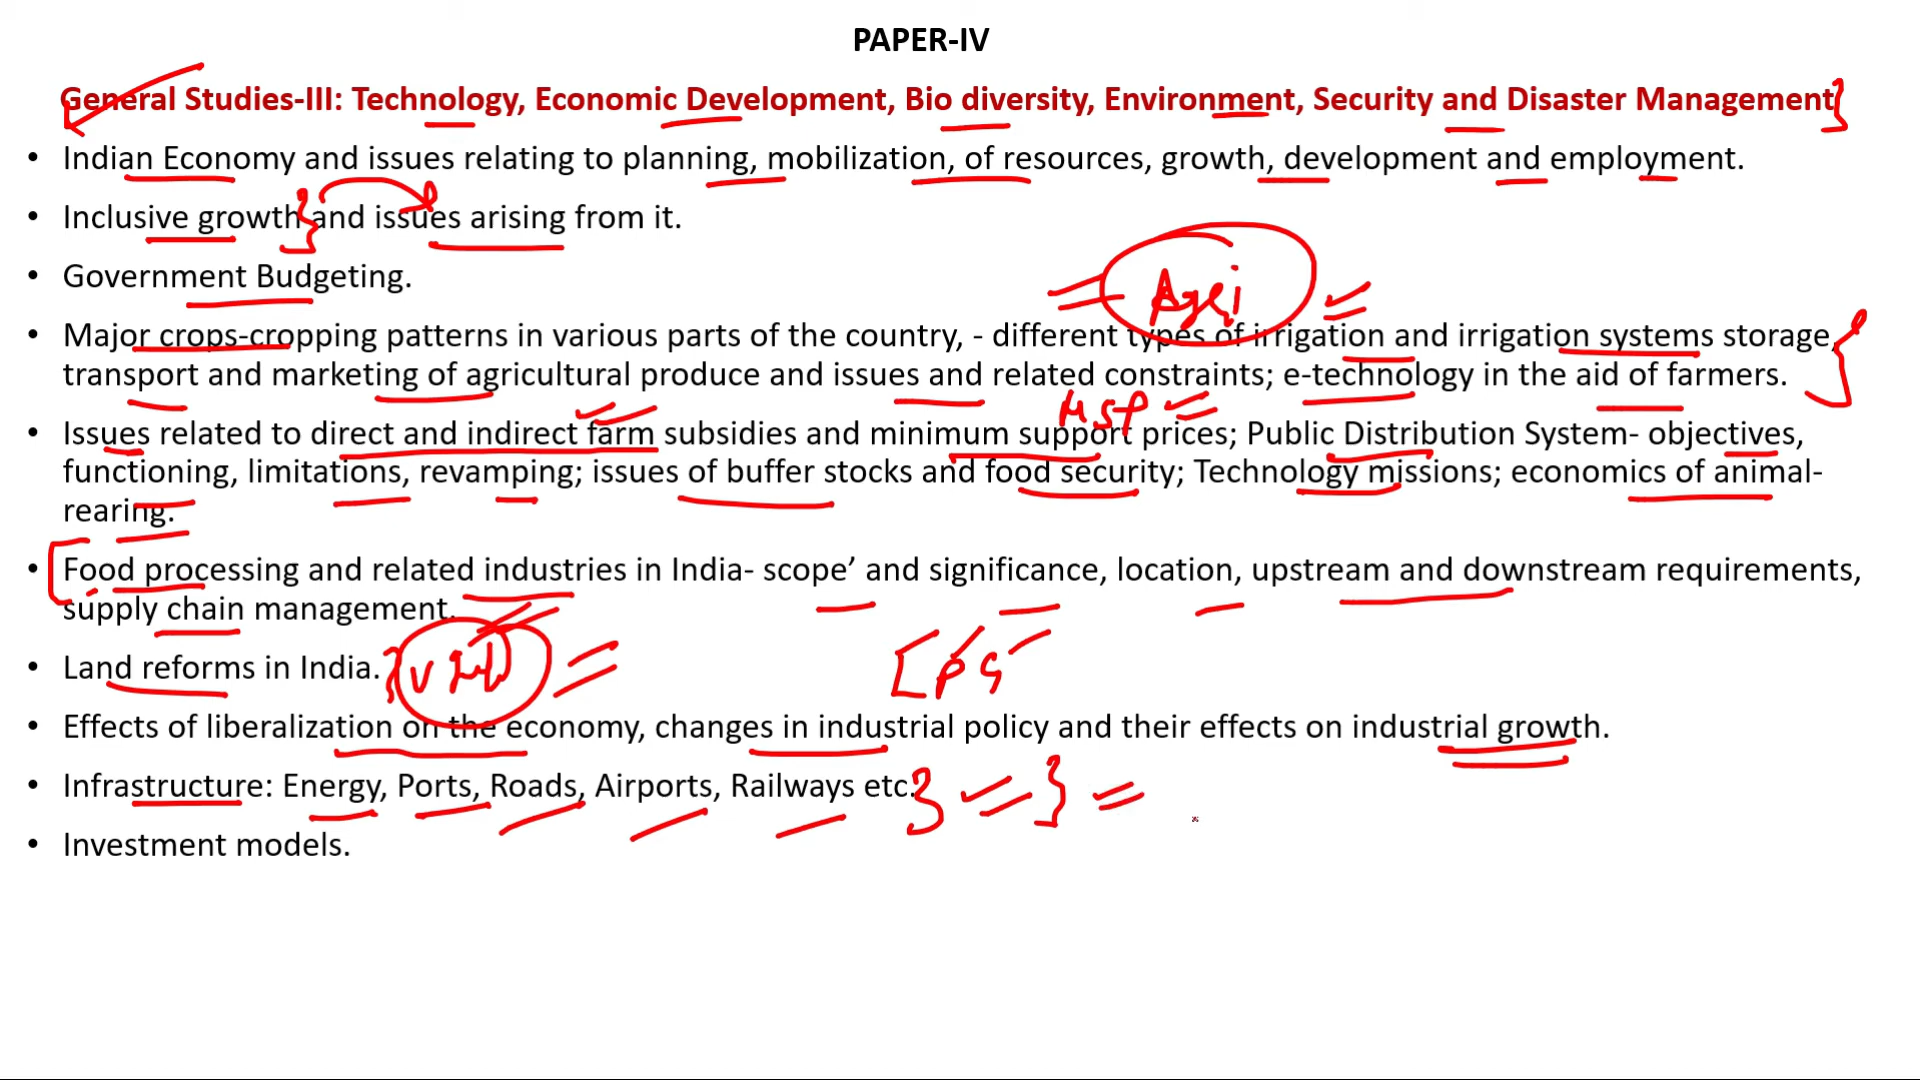 PAPER-IV
General Studies-III: Technology, Economic Development, Bio diversity, Environment, Security and Disaster Management
• Indian Economy and issues relating to planning, mobilization, of resources, growth, development and employment.
• Inclusive growth and issues arising from it.
• Government Budgeting.
Agri
• Major crops-cropping patterns in various parts of the country, - different types of irrigation and irrigation systems storage,
transport and marketing of agricultural produce and issues and related constraints; e-technology in the aid of farmers.
MSP
• Issues related to direct and indirect farm subsidies and minimum support prices; Public Distribution System- objectives,
functioning, limitations, revamping; issues of buffer stocks and food security; Technology missions; economics of animal-
rearing.
• Food processing and related industries in India- scope’ and significance, location, upstream and downstream requirements,
supply chain management.
• Land reforms in India.
• Effects of liberalization on the economy, changes in industrial policy and their effects on industrial growth.
• Infrastructure: Energy, Ports, Roads, Airports, Railways etc.
• Investment models.